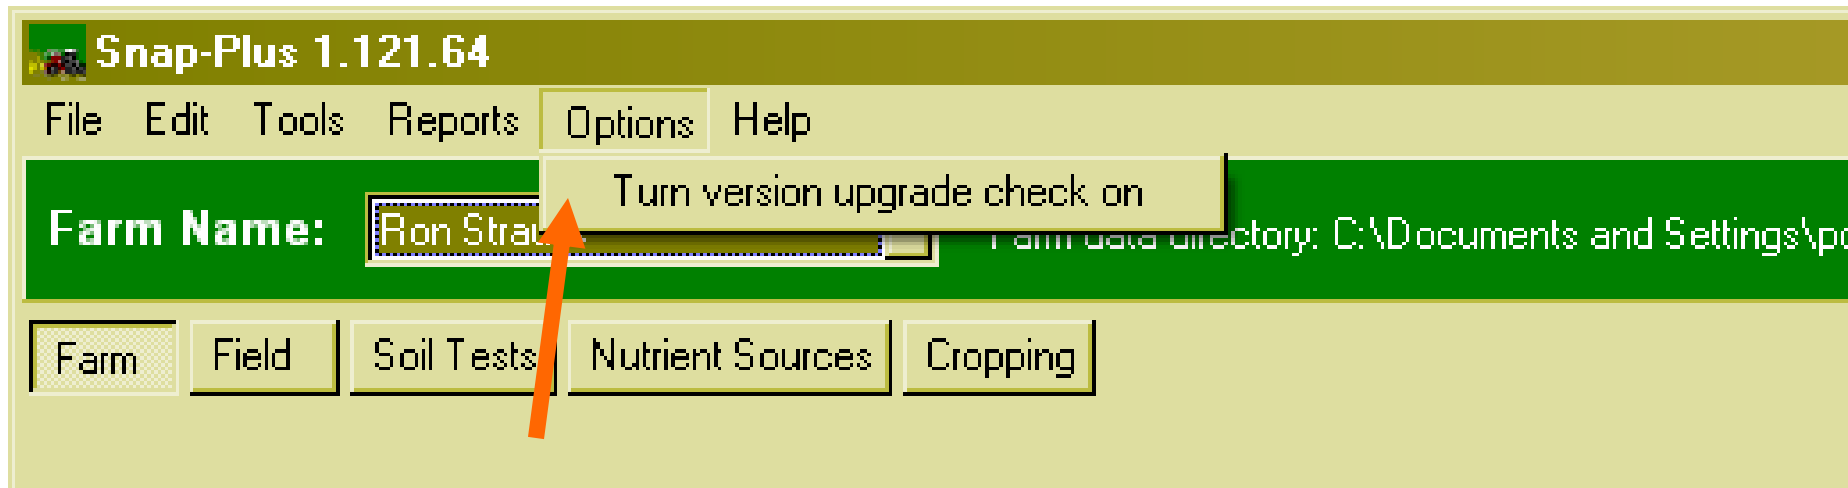 Snap-Plus 1.121.64
File Edit Tools Reports Options Help
Turn version upgrade check on
Farm Name: Ron Farm data directory: C:\Documents and Settings\
Farm Field Soil Tests Nutrient Sources Cropping